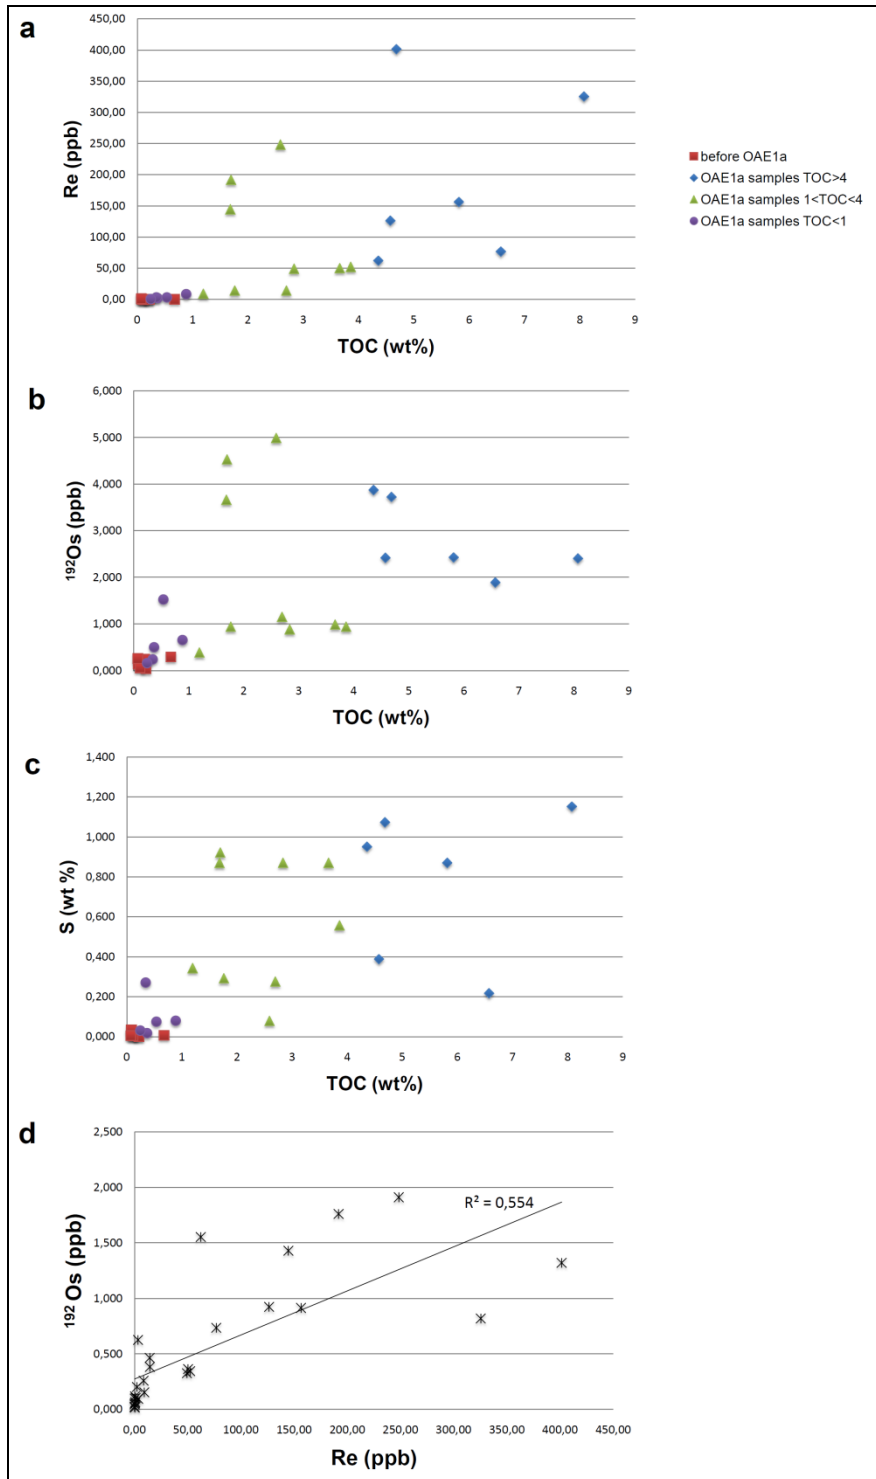 a
450,00
400,00
350,00
300,00
250,00
200,00
150,00
100,00
50,00
0,00
Re (ppb)
0 1 2 3 4 5 6 7 8 9
TOC (wt%)
before OAE1a
OAE1a samples TOC>4
OAE1a samples 1<TOC<4
OAE1a samples TOC<1
b
6,000
5,000
4,000
3,000
2,000
1,000
0,000
¹⁹²Os (ppb)
0 1 2 3 4 5 6 7 8 9
TOC (wt%)
c
1,400
1,200
1,000
0,800
0,600
0,400
0,200
0,000
S (wt %)
0 1 2 3 4 5 6 7 8 9
TOC (wt%)
d
2,500
2,000
1,500
1,000
0,500
0,000
¹⁹² Os (ppb)
R² = 0,554
0,00 50,00 100,00 150,00 200,00 250,00 300,00 350,00 400,00 450,00
Re (ppb)